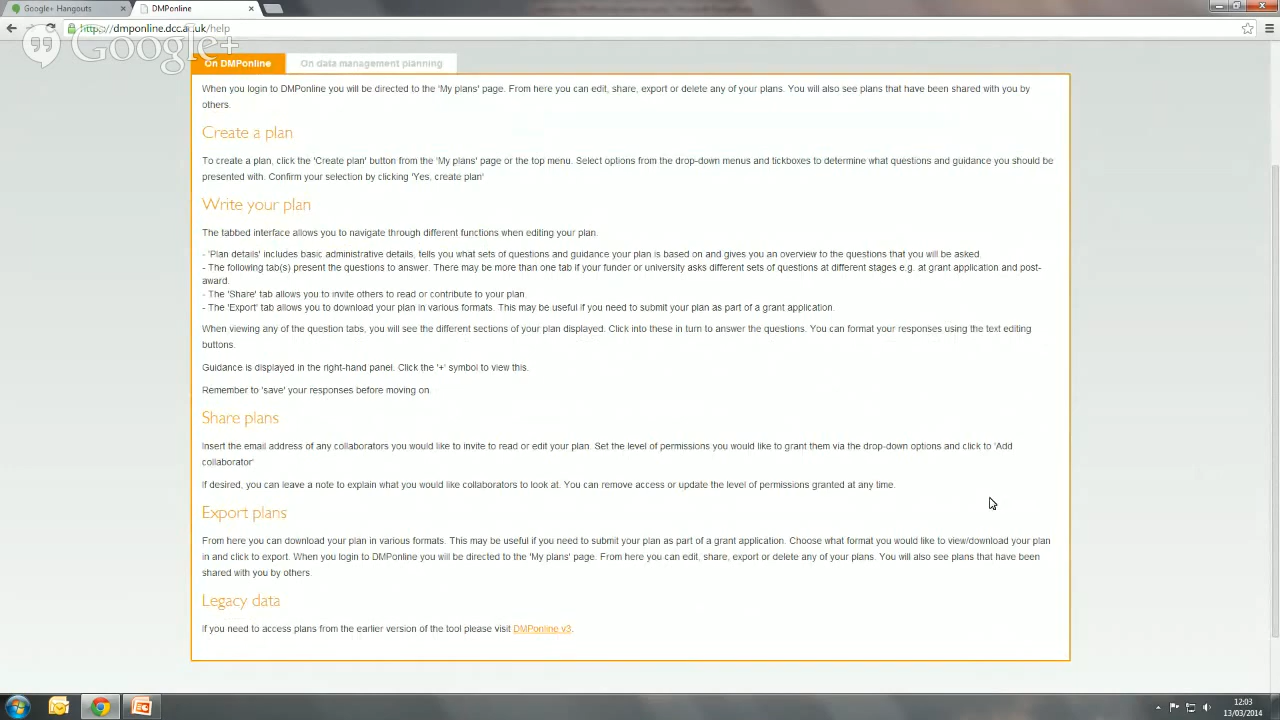 Google+ Hangouts
DMPonline
https://dmponline.dcc.ac.uk/help
Google+
On DMPonline
On data management planning
When you login to DMPonline you will be directed to the 'My plans' page. From here you can edit, share, export or delete any of your plans. You will also see plans that have been shared with you by
others.
Create a plan
To create a plan, click the 'Create plan' button from the 'My plans' page or the top menu. Select options from the drop-down menus and tickboxes to determine what questions and guidance you should be
presented with. Confirm your selection by clicking 'Yes, create plan'
Write your plan
The tabbed interface allows you to navigate through different functions when editing your plan.
- 'Plan details' includes basic administrative details, tells you what sets of questions and guidance your plan is based on and gives you an overview to the questions that you will be asked.
- The following tab(s) present the questions to answer. There may be more than one tab if your funder or university asks different sets of questions at different stages e.g. at grant application and post-
award.
- The 'Share' tab allows you to invite others to read or contribute to your plan.
- The 'Export' tab allows you to download your plan in various formats. This may be useful if you need to submit your plan as part of a grant application.
When viewing any of the question tabs, you will see the different sections of your plan displayed. Click into these in turn to answer the questions. You can format your responses using the text editing
buttons.
Guidance is displayed in the right-hand panel. Click the '+' symbol to view this.
Remember to 'save' your responses before moving on.
Share plans
Insert the email address of any collaborators you would like to invite to read or edit your plan. Set the level of permissions you would like to grant them via the drop-down options and click to 'Add
collaborator'
If desired, you can leave a note to explain what you would like collaborators to look at. You can remove access or update the level of permissions granted at any time.
Export plans
From here you can download your plan in various formats. This may be useful if you need to submit your plan as part of a grant application. Choose what format you would like to view/download your plan
in and click to export. When you login to DMPonline you will be directed to the 'My plans' page. From here you can edit, share, export or delete any of your plans. You will also see plans that have been
shared with you by others.
Legacy data
If you need to access plans from the earlier version of the tool please visit DMPonline v3.
12:03
13/03/2014